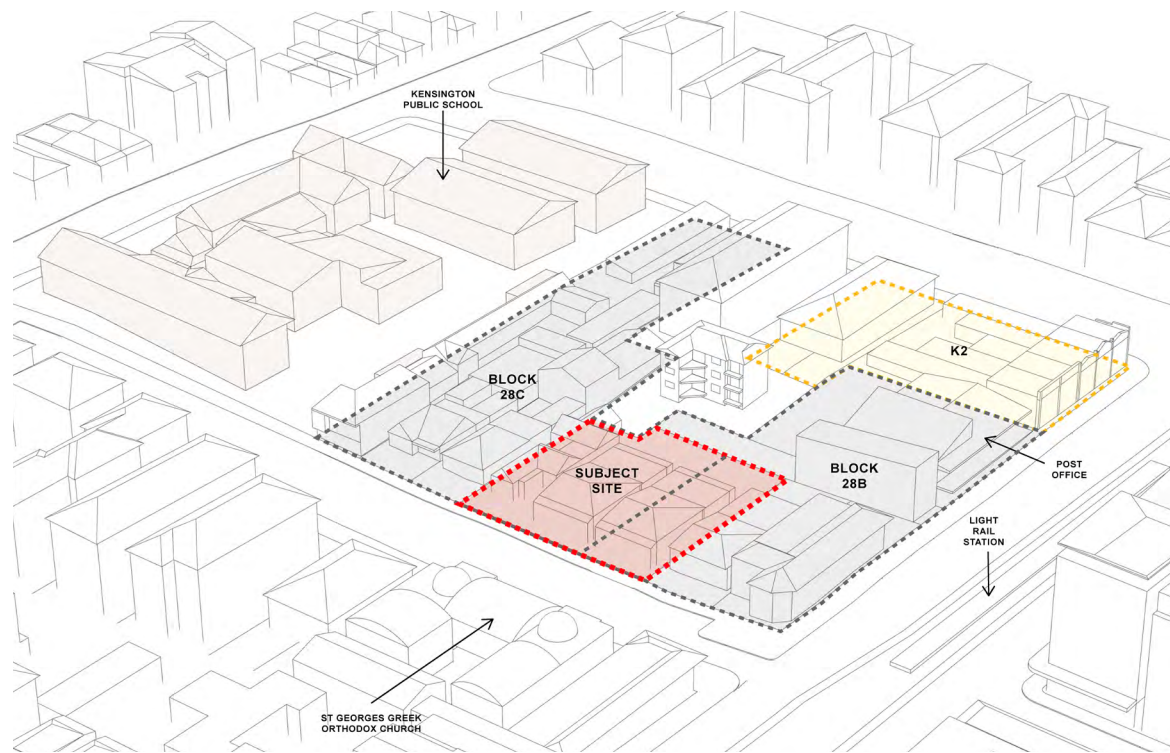 KENSINGTON
PUBLIC SCHOOL
K2
BLOCK
28C
SUBJECT
SITE
BLOCK
28B
POST
OFFICE
LIGHT
RAIL
STATION
ST GEORGES GREEK
ORTHODOX CHURCH